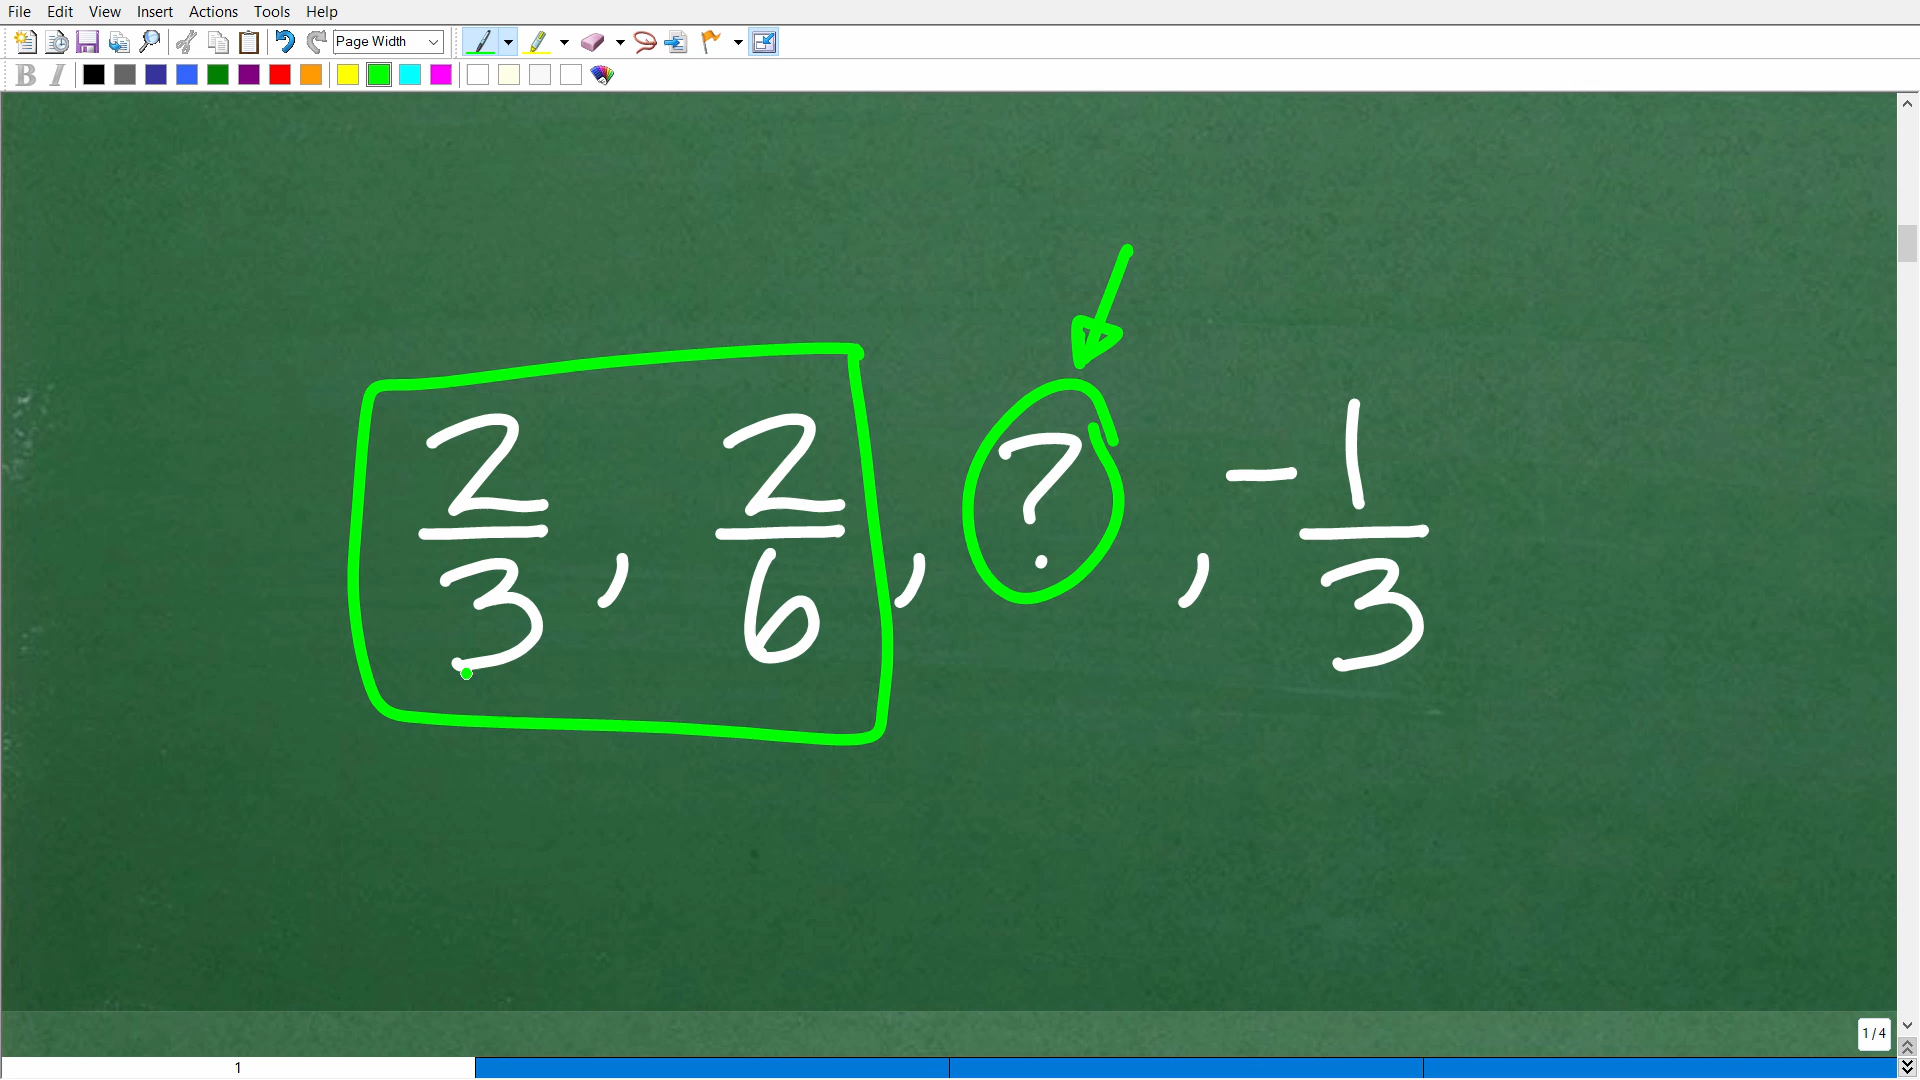 File Edit View Insert Actions Tools Help
Page Width
B I
2/3 , 2/6 , ? , -1/3
1 / 4
1